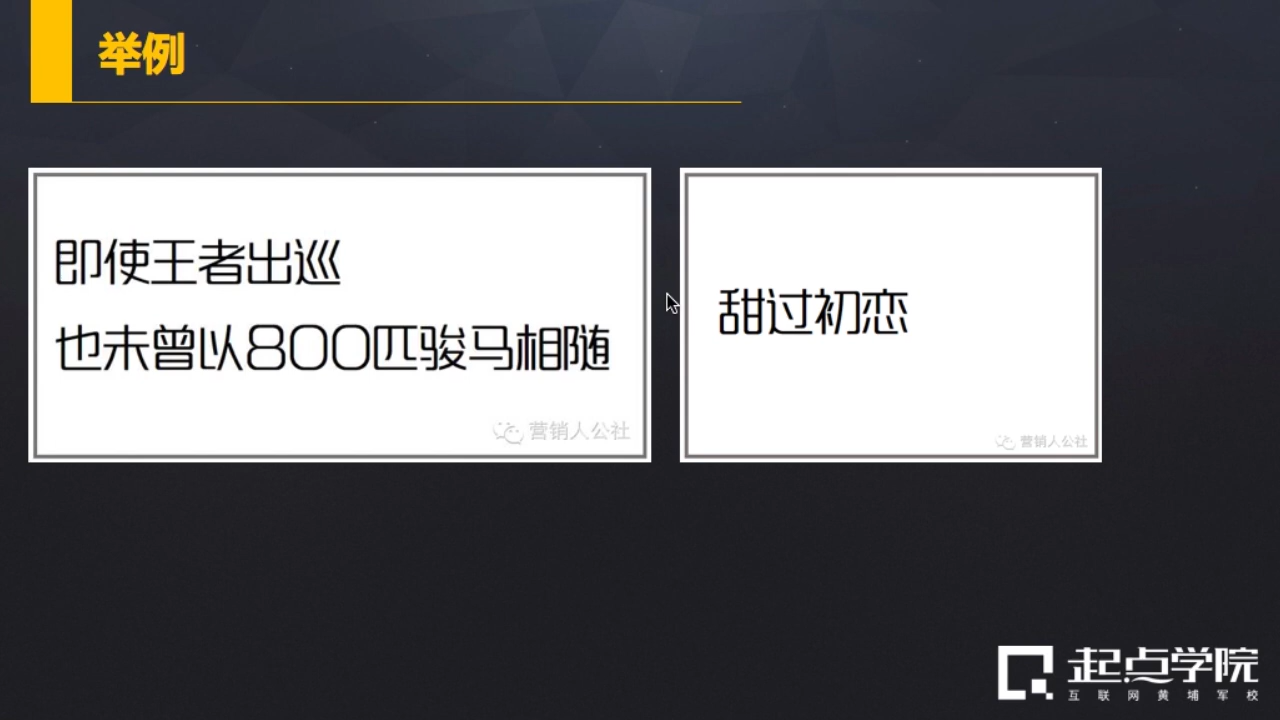 举例
即使王者出巡
也未曾以800匹骏马相随
营销人公社
甜过初恋
营销人公社
起点学院
互联网黄埔军校